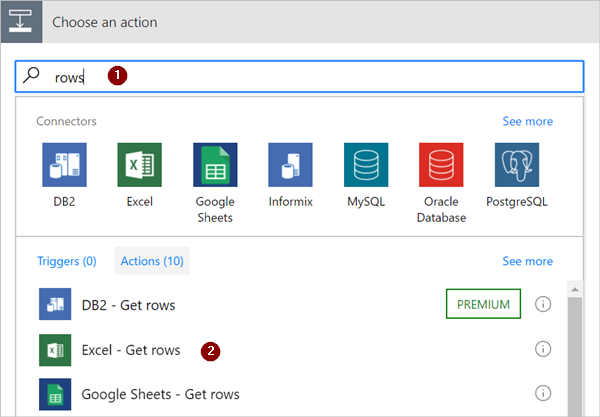 Choose an action
rows 1
Connectors See more
DB2 Excel Google Sheets Informix MySQL Oracle Database PostgreSQL
Triggers (0) Actions (10) See more
DB2 - Get rows PREMIUM
Excel - Get rows 2
Google Sheets - Get rows